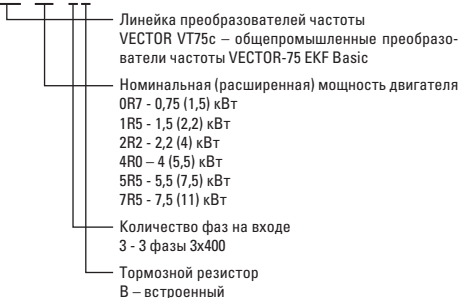 Линейка преобразователей частоты
VECTOR VT75c – общепромышленные преобразо-
ватели частоты VECTOR-75 EKF Basic
Номинальная (расширенная) мощность двигателя
0R7 - 0,75 (1,5) кВт
1R5 - 1,5 (2,2) кВт
2R2 - 2,2 (4) кВт
4R0 – 4 (5,5) кВт
5R5 - 5,5 (7,5) кВт
7R5 - 7,5 (11) кВт
Количество фаз на входе
3 - 3 фазы 3х400
Тормозной резистор
B – встроенный